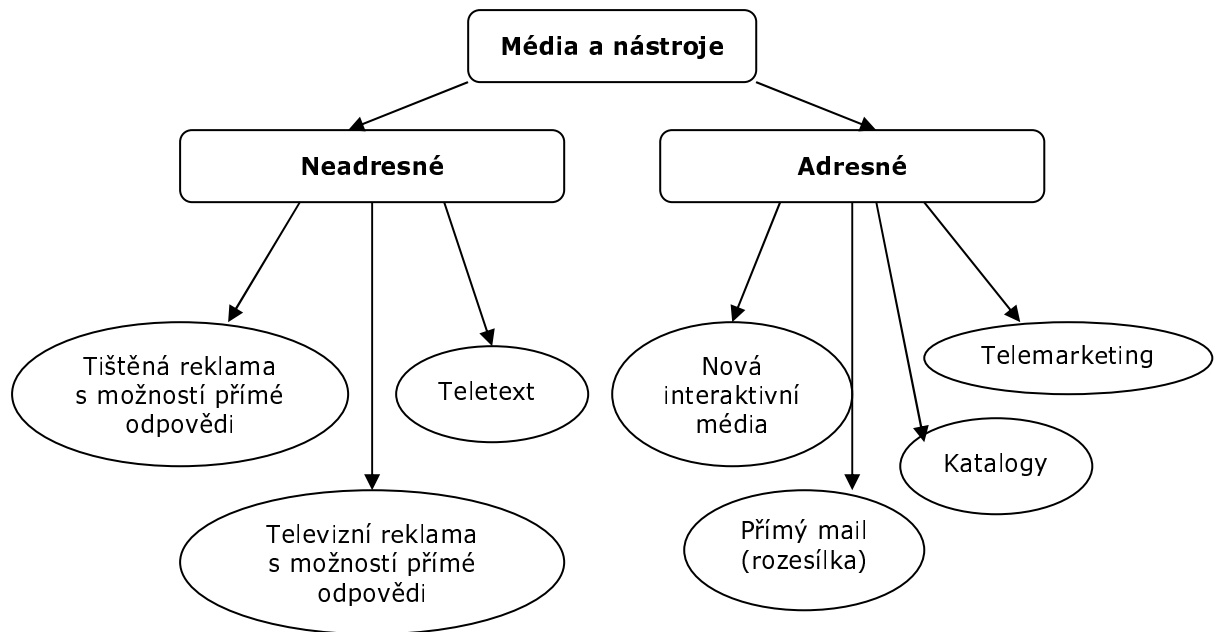 Média a nástroje
Neadresné
Adresné
Tištěná reklama
s možností přímé
odpovědi
Teletext
Televizní reklama
s možností přímé
odpovědi
Nová
interaktivní
média
Telemarketing
Katalogy
Přímý mail
(rozesílka)